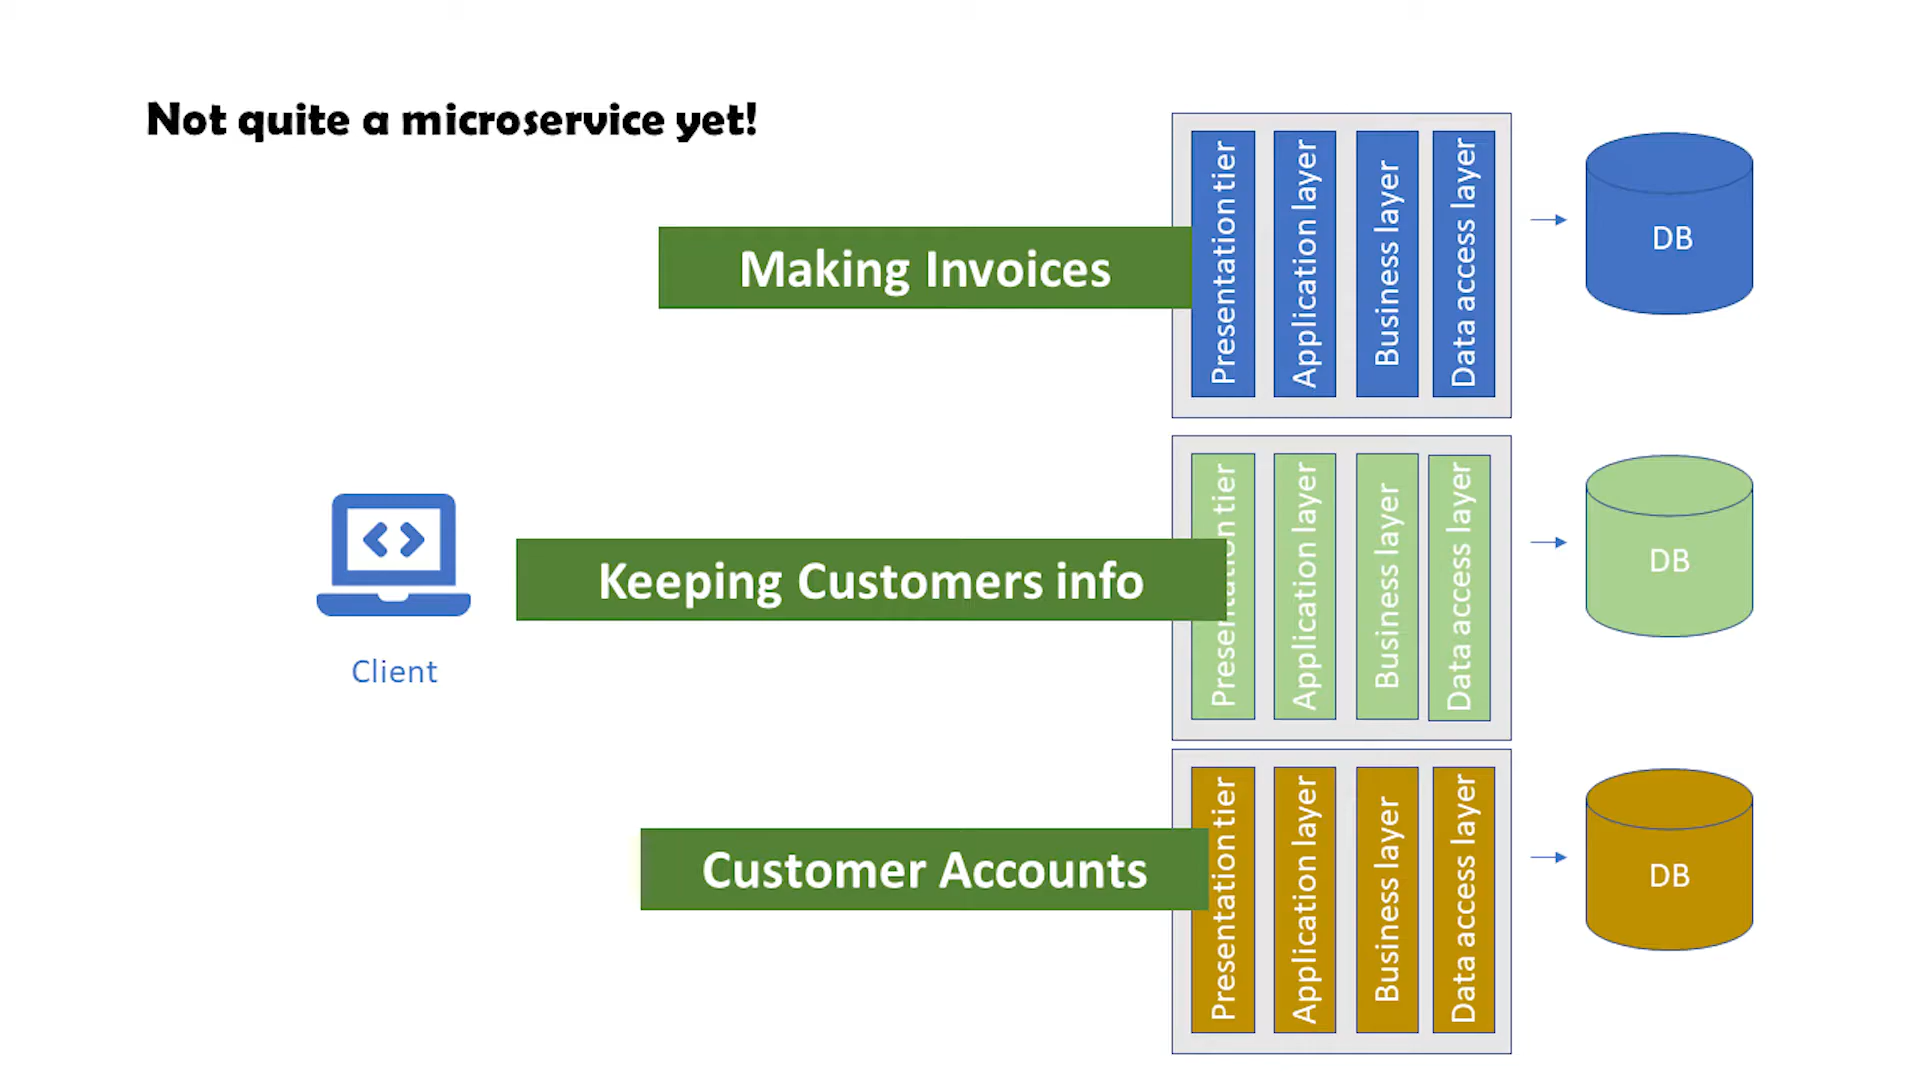 Not quite a microservice yet!
Making Invoices
Presentation tier
Application layer
Business layer
Data access layer
DB
Client
Keeping Customers info
Presentation tier
Application layer
Business layer
Data access layer
DB
Customer Accounts
Presentation tier
Application layer
Business layer
Data access layer
DB